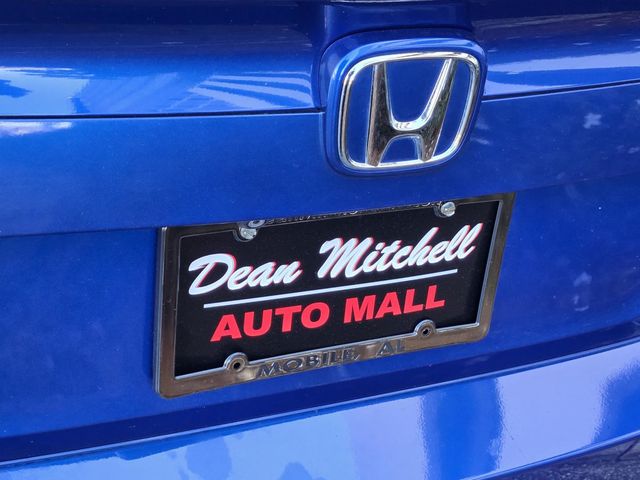 Dean Mitchell
AUTO MALL
MOBILE, AL